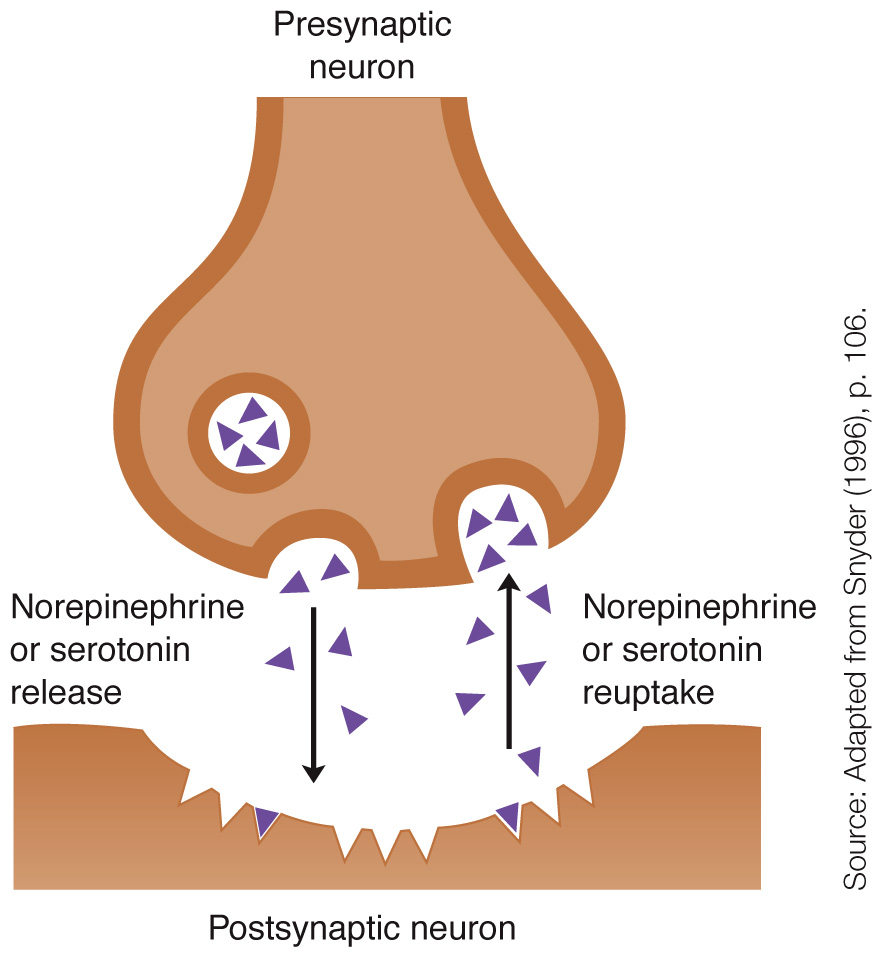 Presynaptic
neuron
Norepinephrine
or serotonin
release
Norepinephrine
or serotonin
reuptake
Postsynaptic neuron
Source: Adapted from Snyder (1996), p. 106.